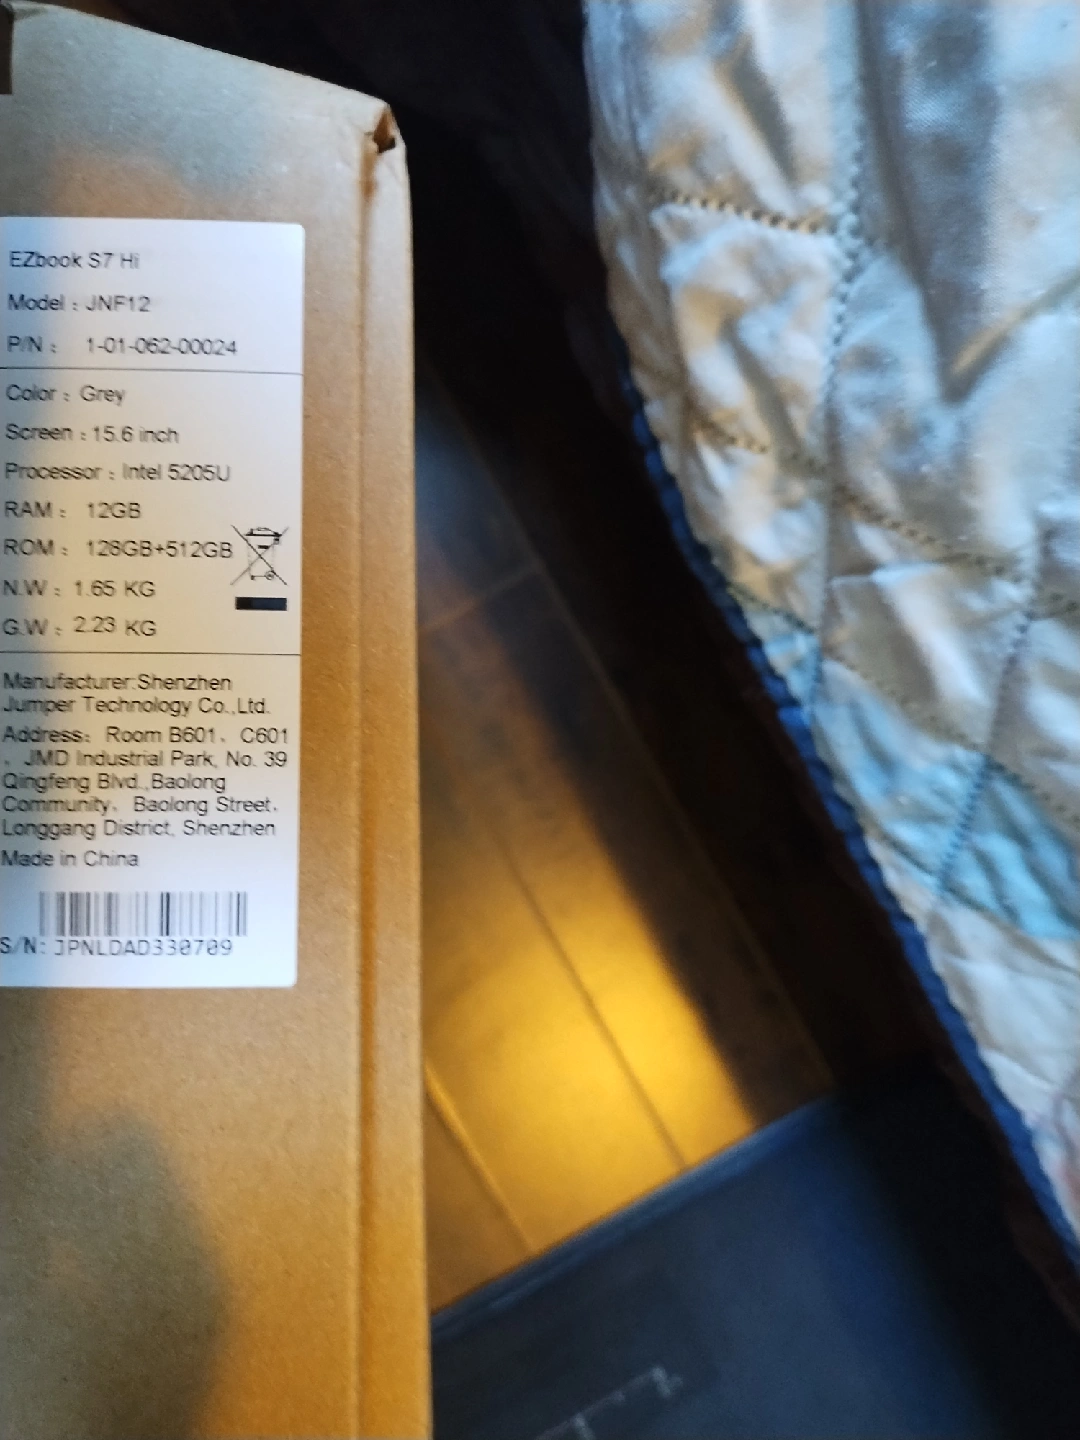 EZbook S7 Hi
Model：JNF12
P/N： 1-01-062-00024
Color：Grey
Screen：15.6 inch
Processor：Intel 5205U
RAM： 12GB
ROM： 128GB+512GB
N.W：1.65 KG
G.W：2.23 KG
Manufacturer:Shenzhen
Jumper Technology Co.,Ltd.
Address：Room B601、C601
、JMD Industrial Park, No. 39
Qingfeng Blvd.,Baolong
Community，Baolong Street，
Longgang District, Shenzhen
Made in China
S/N: JPNLDAD330709